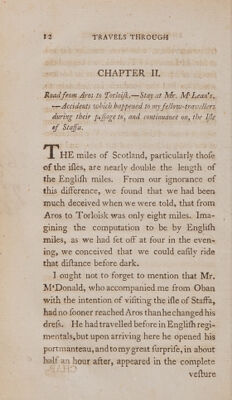 12 TRAVELS THROUGH
CHAPTER II.
Road from Aros to Torloisk.—Stay at Mr. McLean's.
—Accidents which happened to my fellow-travellers
during their passage to, and continuance on, the Isle
of Staffa.
THE miles of Scotland, particularly thoſe
of the iſles, are nearly double the length of
the Engliſh miles. From our ignorance of
this difference, we found that we had been
much deceived when we were told, that from
Aros to Torloisk was only eight miles. Ima-
gining the computation to be by Engliſh
miles, as we had ſet off at four in the even-
ing, we conceived that we could eaſily ride
that diſtance before dark.
I ought not to forget to mention that Mr.
McDonald, who accompanied me from Oban
with the intention of viſiting the iſle of Staffa,
had no ſooner reached Aros than he changed his
dreſs. He had travelled before in Engliſh regi-
mentals, but upon arriving here he opened his
portmanteau, and to my great ſurpriſe, in about
half an hour after, appeared in the complete
veſture